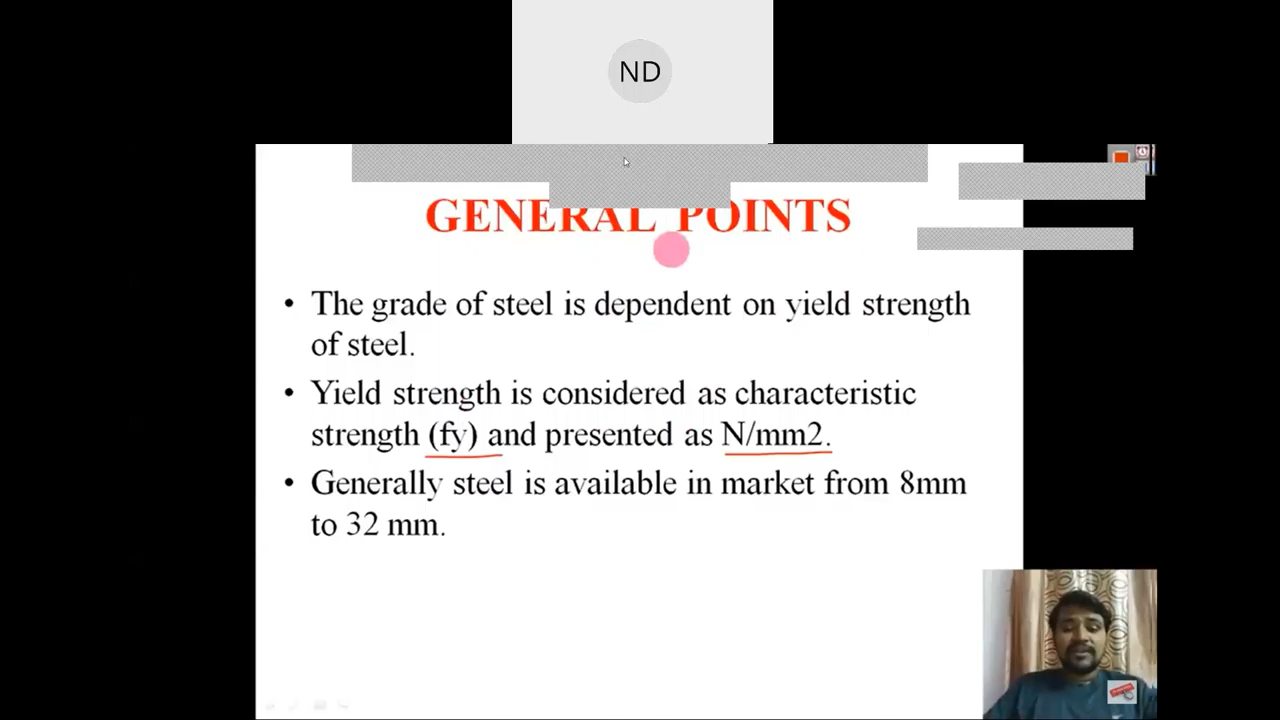 ND
GENERAL POINTS
• The grade of steel is dependent on yield strength
of steel.
• Yield strength is considered as characteristic
strength (fy) and presented as N/mm2.
• Generally steel is available in market from 8mm
to 32 mm.